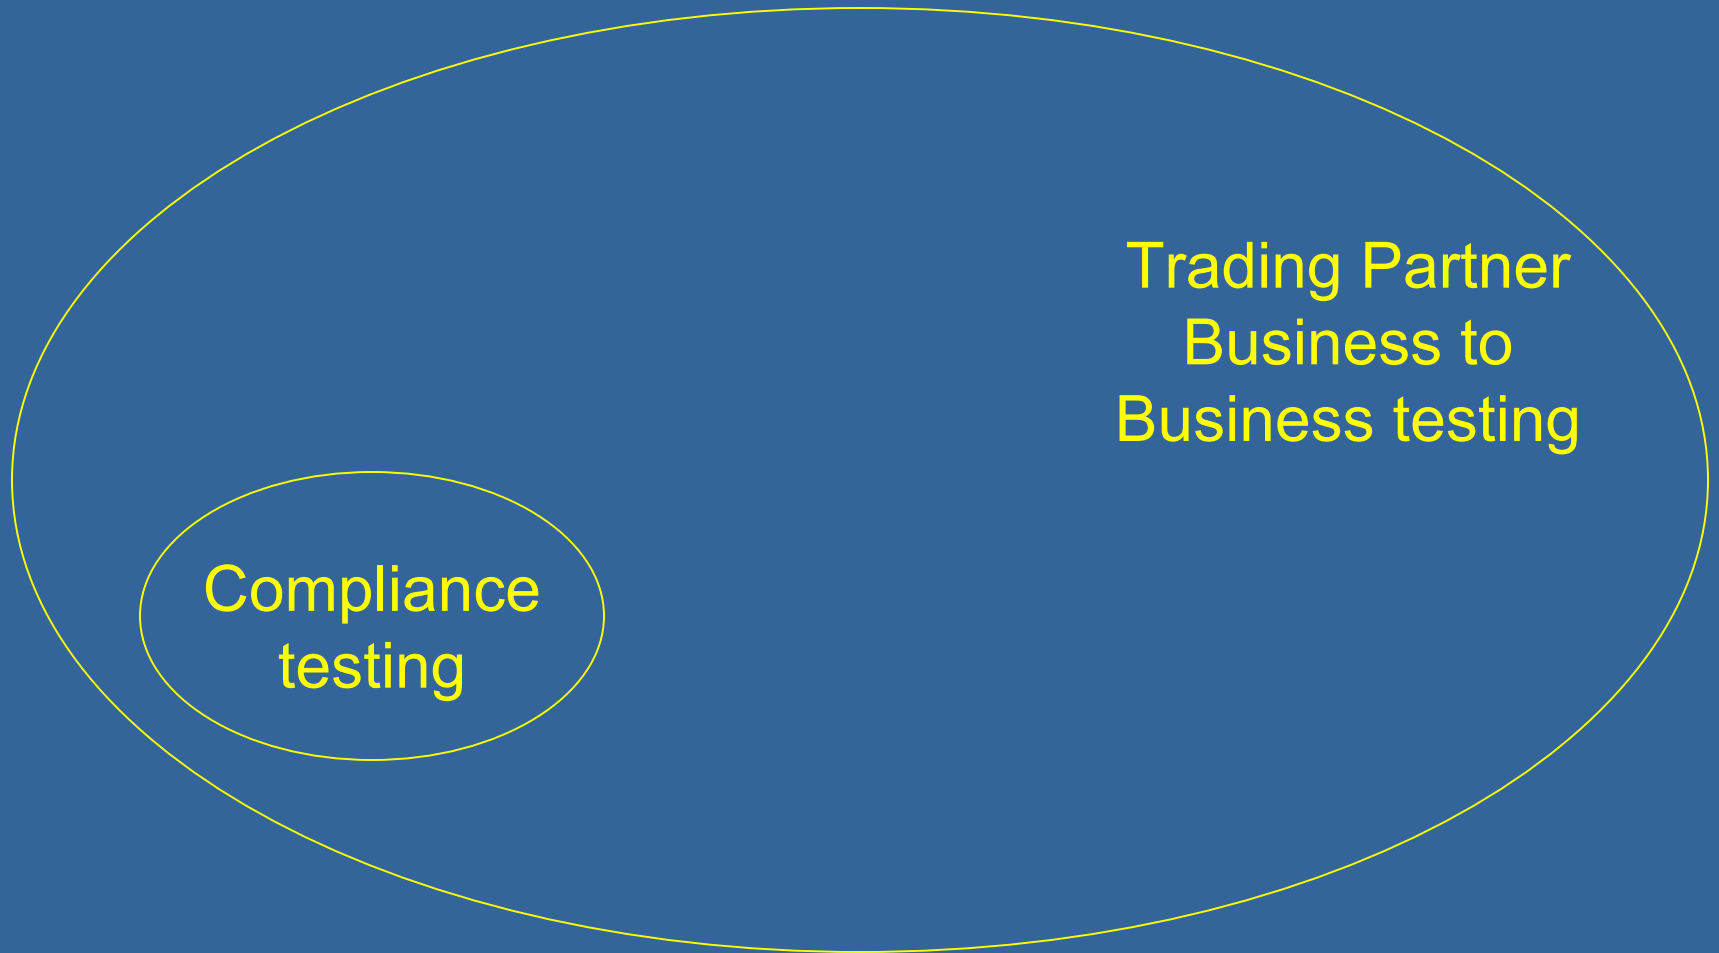 Trading Partner
Business to
Business testing
Compliance
testing